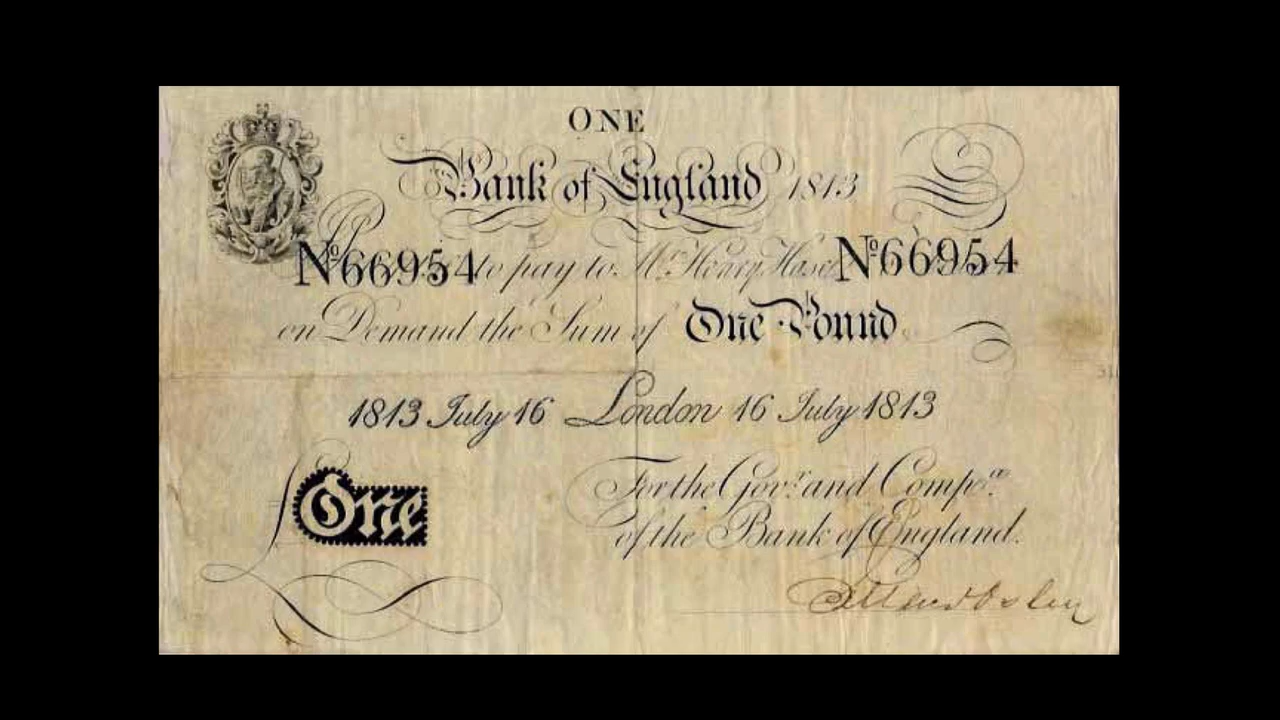 ONE
Bank of England 1813
Nº66954 to pay to Mr. Henry Hase Nº66954
on Demand the Sum of One Pound
1813 July 16 London 16 July 1813
£One
For the Govr. and Compa.
of the Bank of England.